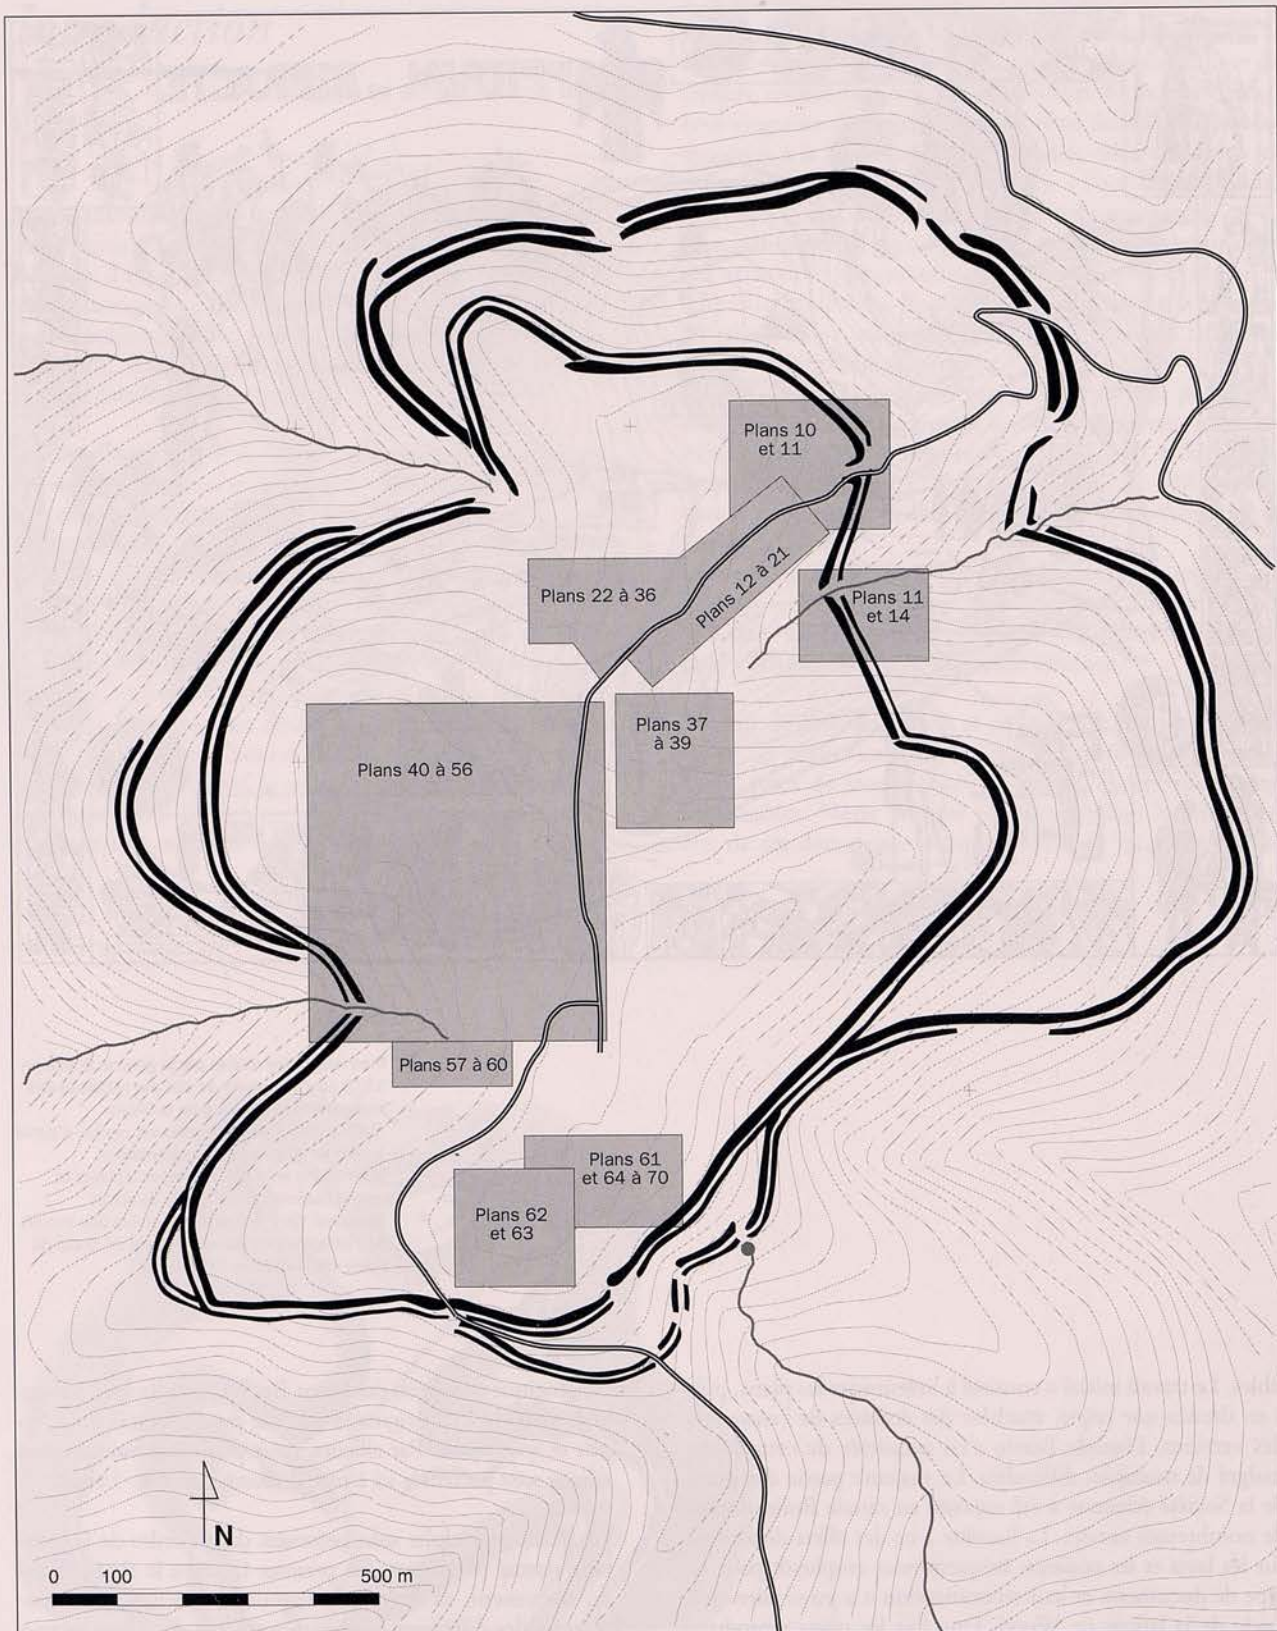 Plans 10
et 11
Plans 12 à 21
Plans 22 à 36
Plans 11
et 14
Plans 37
à 39
Plans 40 à 56
Plans 57 à 60
Plans 61
et 64 à 70
Plans 62
et 63
N
0 100 500 m